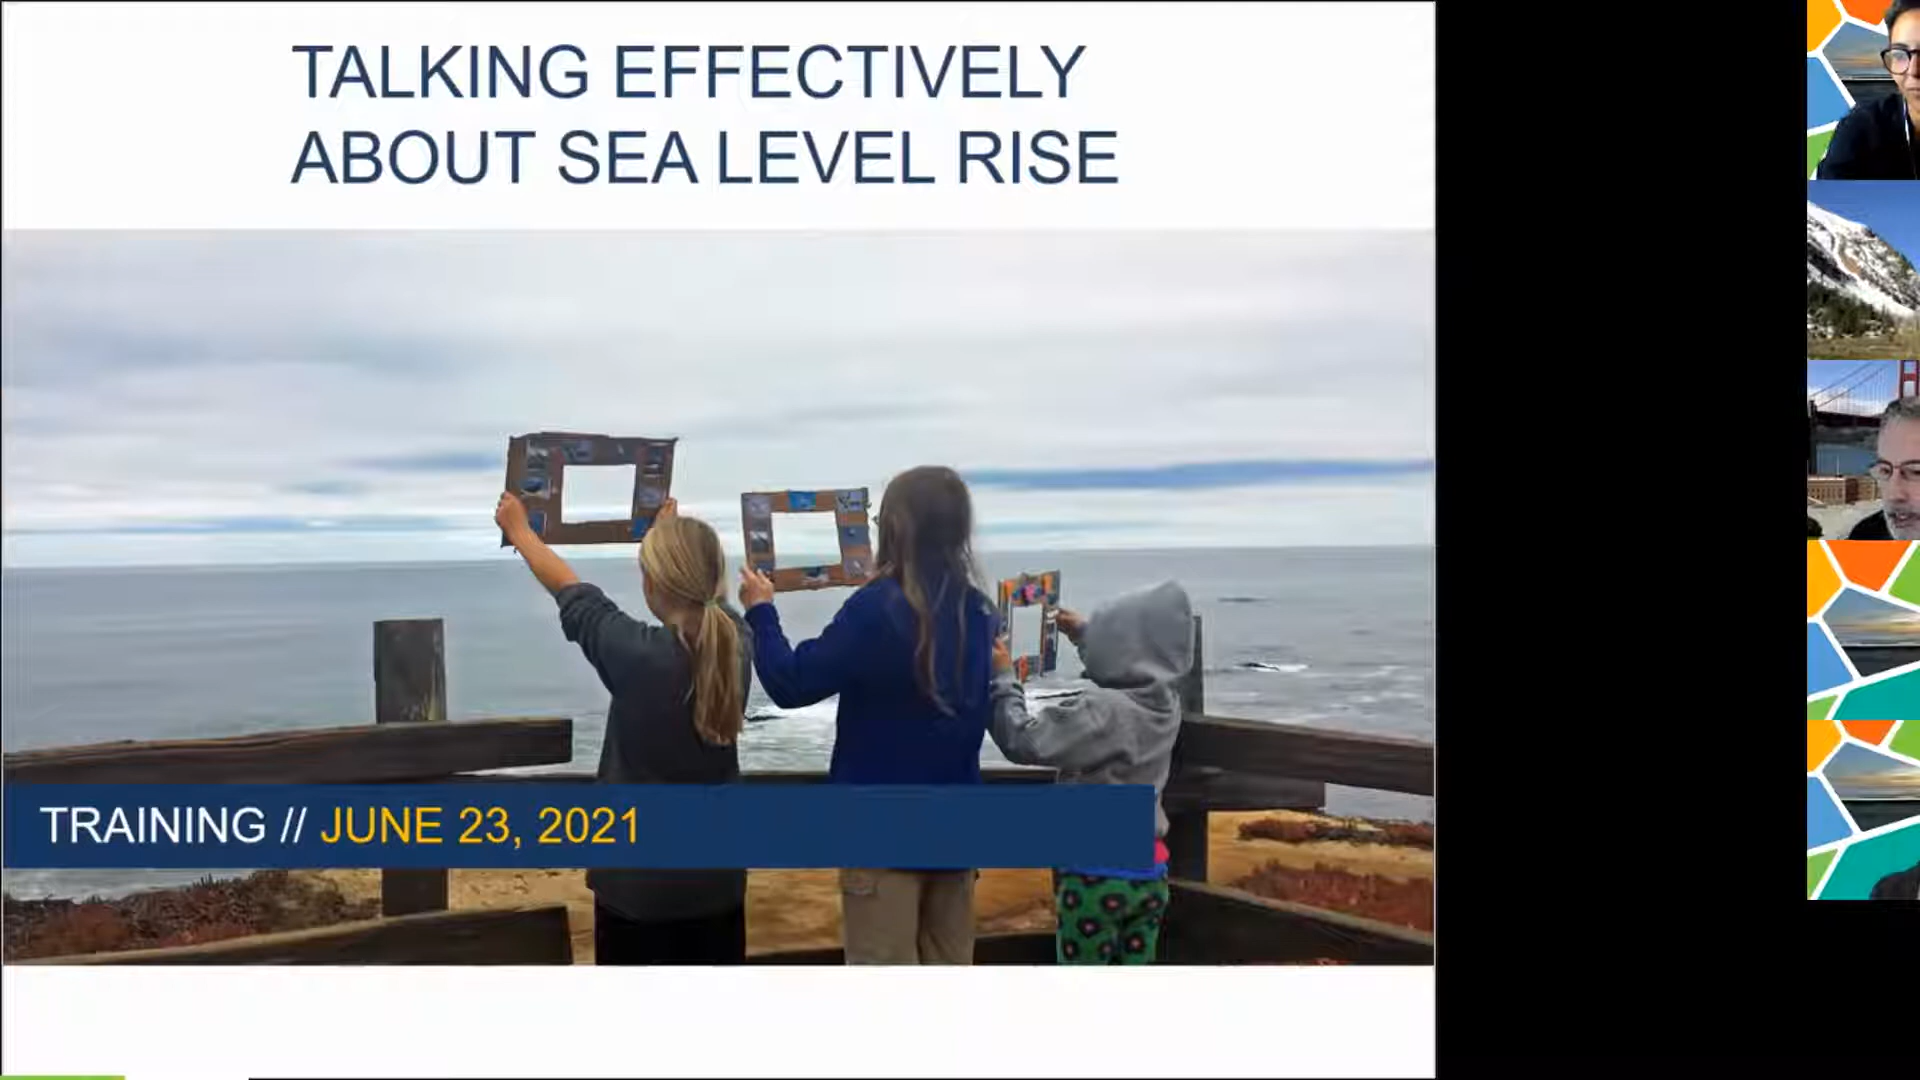 TALKING EFFECTIVELY
ABOUT SEA LEVEL RISE
TRAINING // JUNE 23, 2021